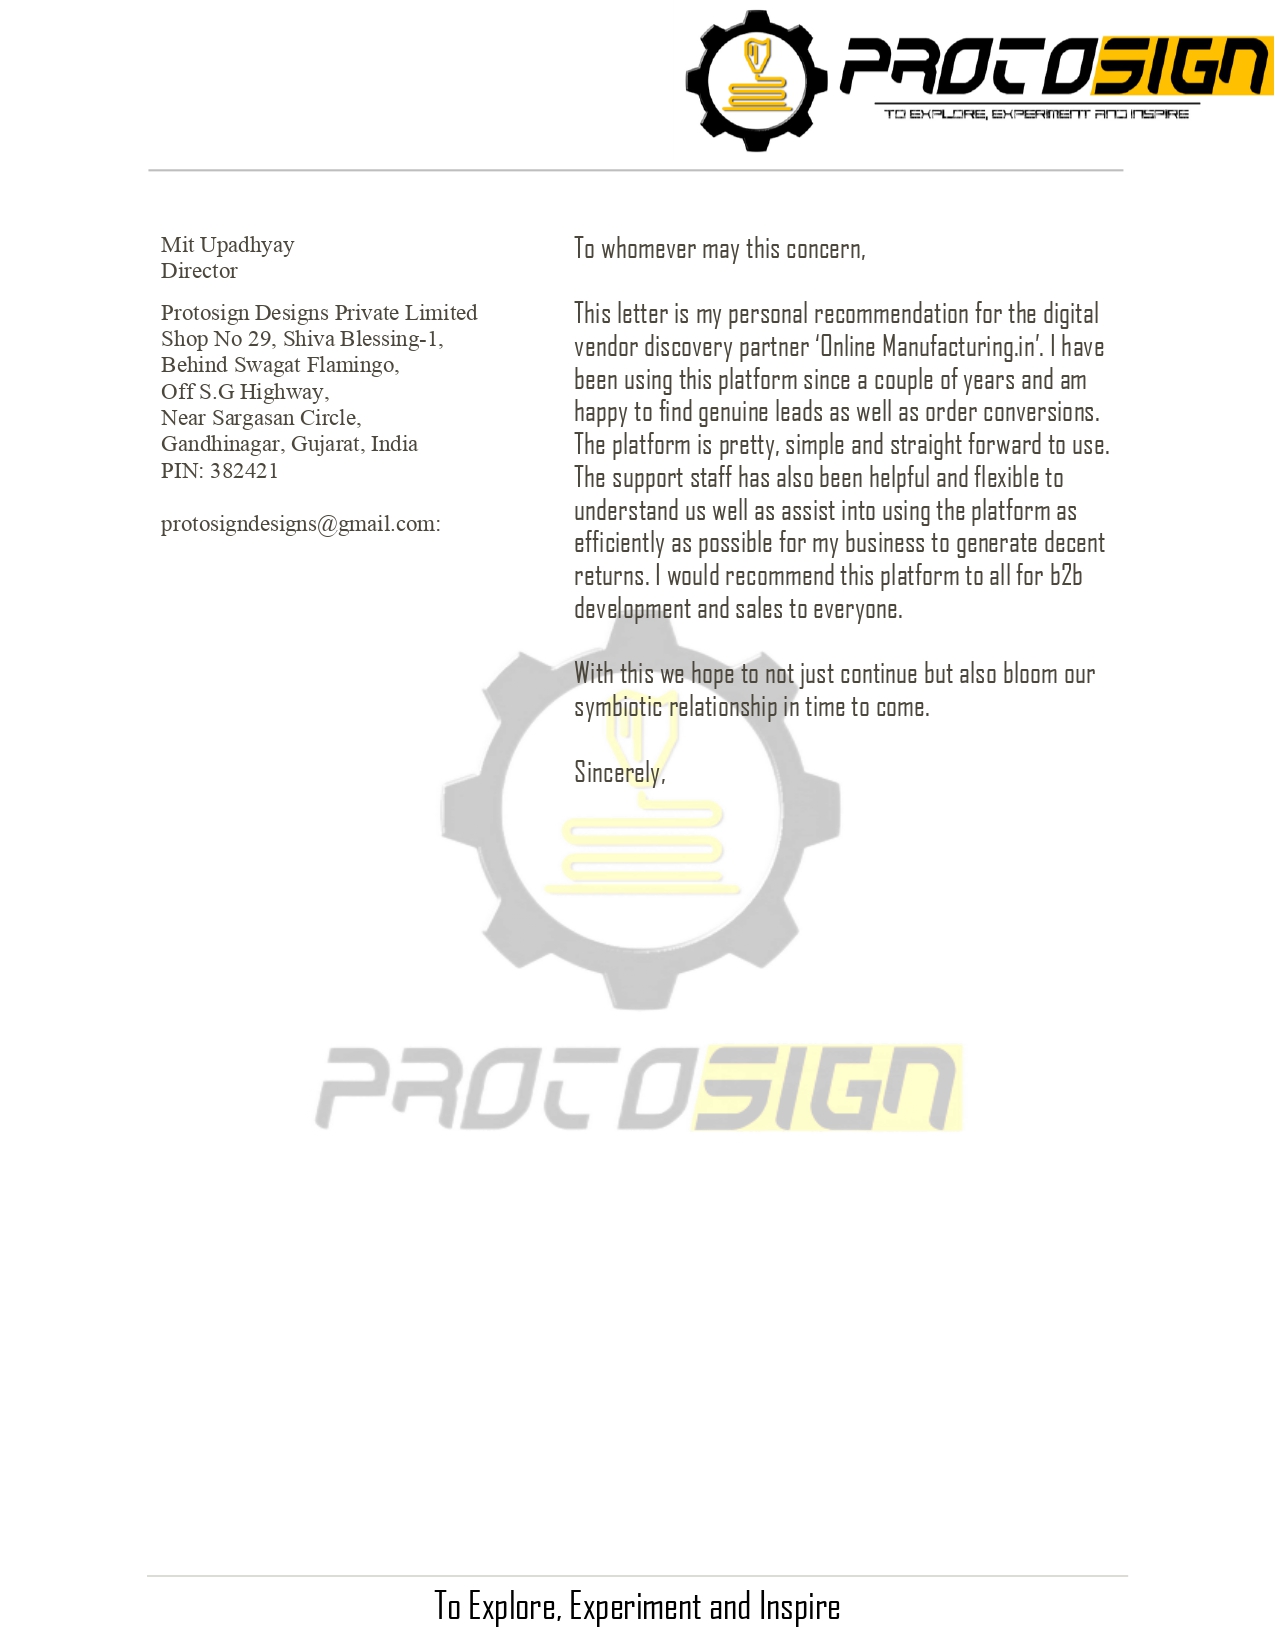 PROTOSIGN
TO EXPLORE, EXPERIMENT AND INSPIRE
Mit Upadhyay
Director
Protosign Designs Private Limited
Shop No 29, Shiva Blessing-1,
Behind Swagat Flamingo,
Off S.G Highway,
Near Sargasan Circle,
Gandhinagar, Gujarat, India
PIN: 382421
protosigndesigns@gmail.com:
To whomever may this concern,
This letter is my personal recommendation for the digital
vendor discovery partner ‘Online Manufacturing.in’. I have
been using this platform since a couple of years and am
happy to find genuine leads as well as order conversions.
The platform is pretty, simple and straight forward to use.
The support staff has also been helpful and flexible to
understand us well as assist into using the platform as
efficiently as possible for my business to generate decent
returns. I would recommend this platform to all for b2b
development and sales to everyone.
With this we hope to not just continue but also bloom our
symbiotic relationship in time to come.
Sincerely,
PROTOSIGN
To Explore, Experiment and Inspire